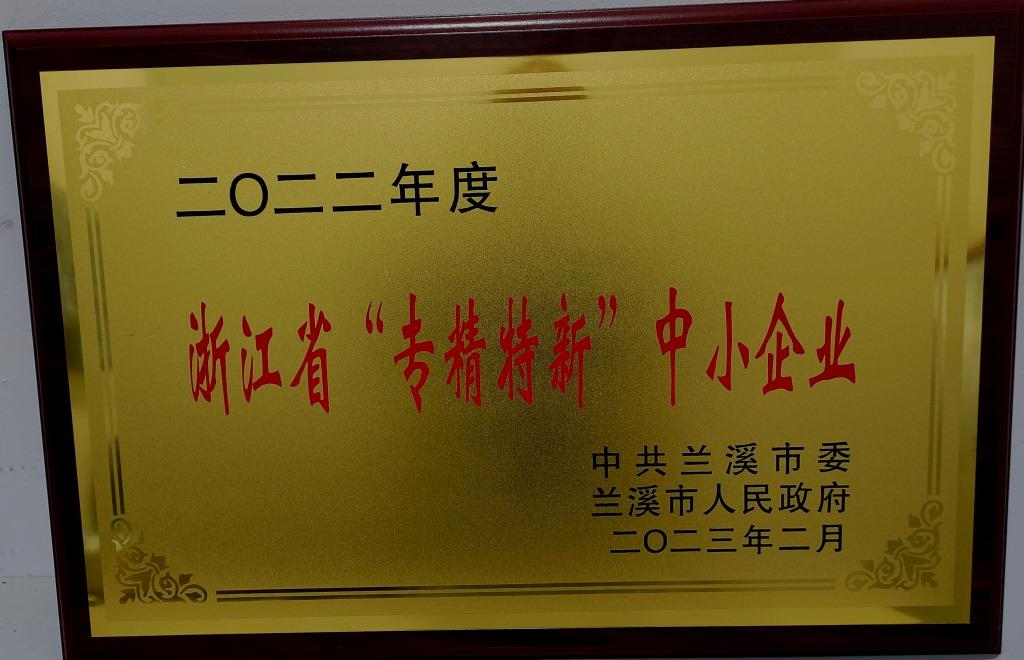 二〇二二年度
浙江省“专精特新”中小企业
中共兰溪市委
兰溪市人民政府
二〇二三年二月